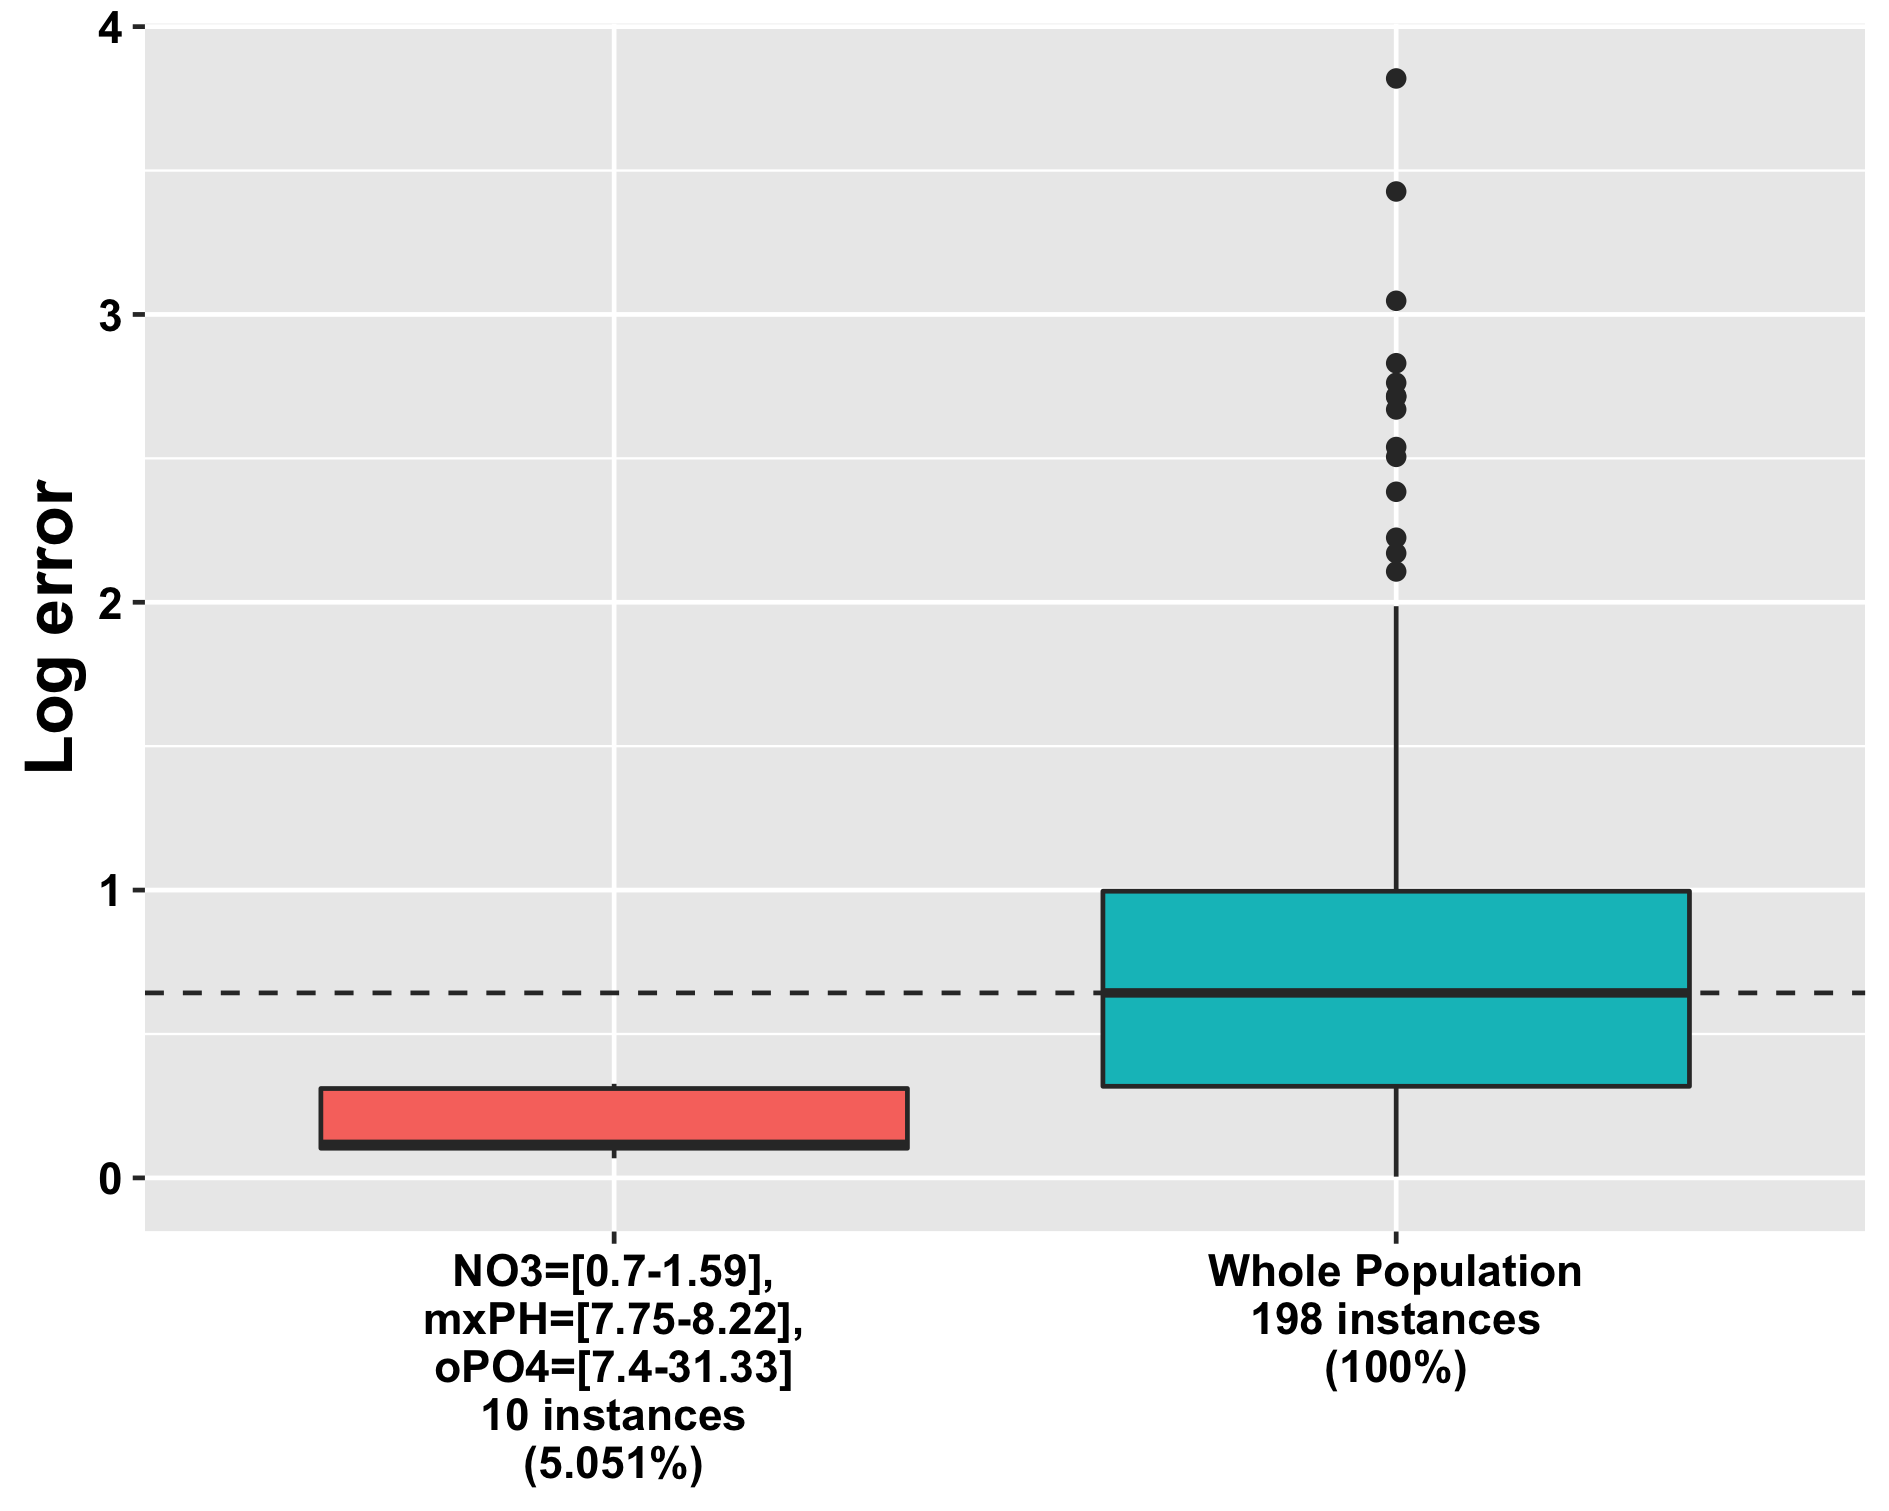 4
3
2
1
0
Log error
NO3=[0.7-1.59],
mxPH=[7.75-8.22],
oPO4=[7.4-31.33]
10 instances
(5.051%)
Whole Population
198 instances
(100%)